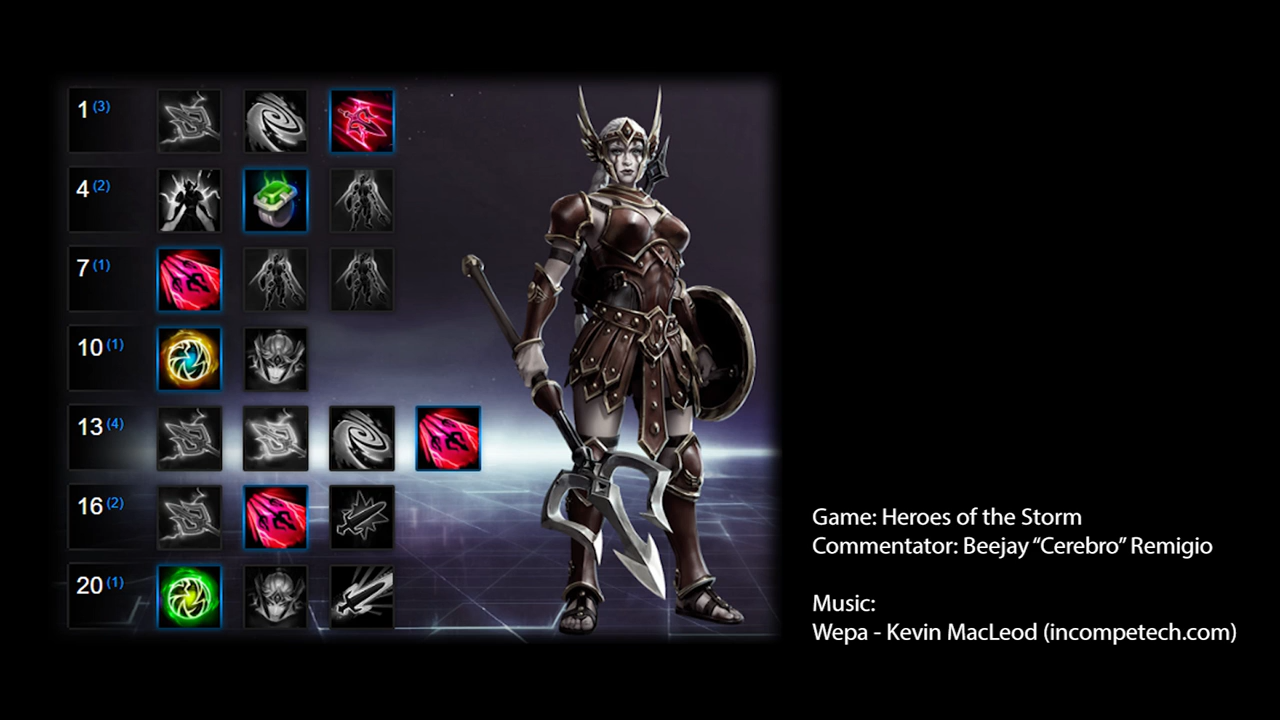 1 (3)
4 (2)
7 (1)
10 (1)
13 (4)
16 (2)
20 (1)
Game: Heroes of the Storm
Commentator: Beejay “Cerebro” Remigio
Music:
Wepa - Kevin MacLeod (incompetech.com)